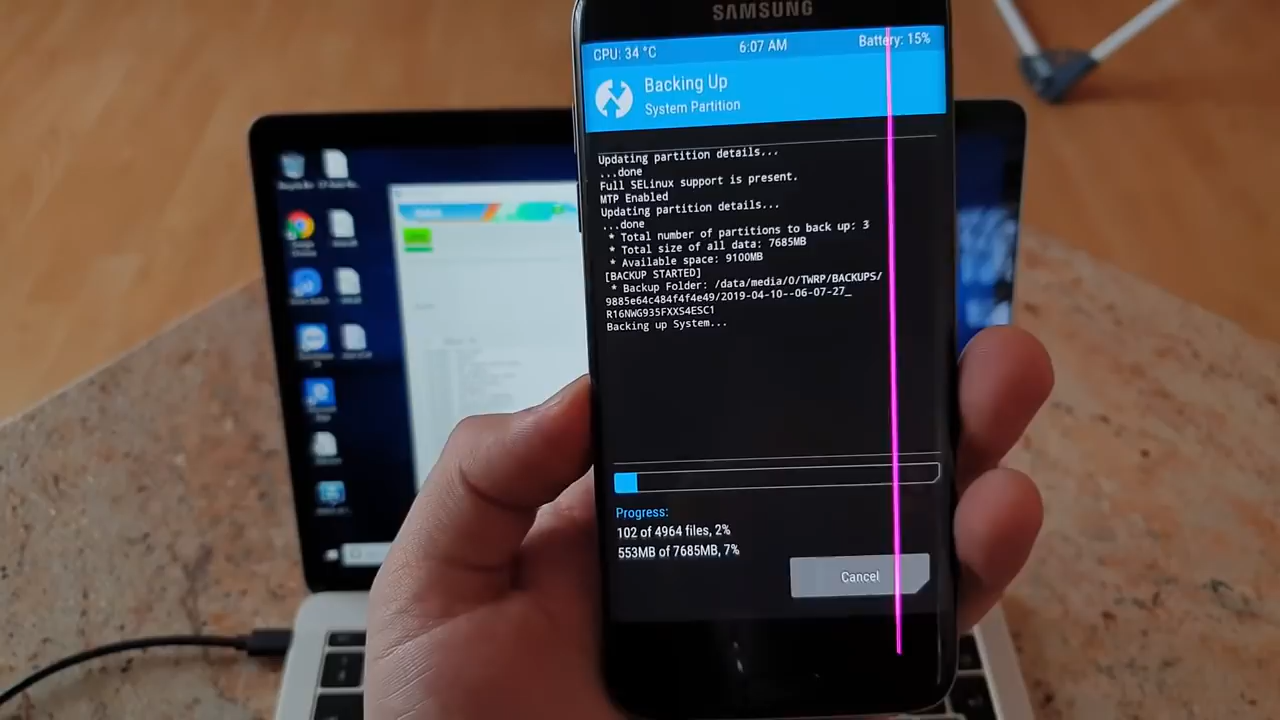 SAMSUNG
CPU: 34 °C 6:07 AM Battery: 15%
Backing Up
System Partition
Updating partition details...
...done
Full SELinux support is present.
MTP Enabled
Updating partition details...
...done
* Total number of partitions to back up: 3
* Total size of all data: 7685MB
* Available space: 9100MB
[BACKUP STARTED]
* Backup Folder: /data/media/0/TWRP/BACKUPS/
9885e64c484f4f4e49/2019-04-10--06-07-27_
R16NWG935FXXS4ESC1
Backing up System...
Progress:
102 of 4964 files, 2%
553MB of 7685MB, 7%
Cancel